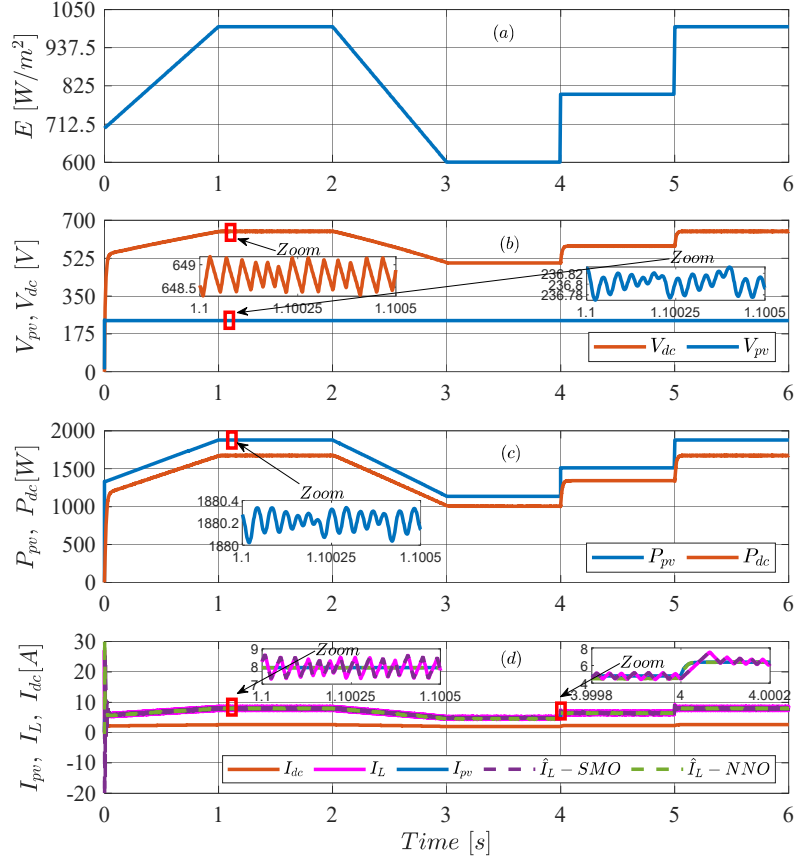 E [W/m²]
1050
937.5
825
712.5
600
(a)
0 1 2 3 4 5 6
V_pv, V_dc [V]
700
525
350
175
0
(b)
Zoom
649
648.5
1.1 1.10025 1.1005
Zoom
236.82
236.8
236.78
1.1 1.10025 1.1005
V_dc V_pv
0 1 2 3 4 5 6
P_pv, P_dc[W]
2000
1500
1000
500
0
(c)
Zoom
1880.4
1880.2
1880
1.1 1.10025 1.1005
P_pv P_dc
0 1 2 3 4 5 6
I_pv, I_L, I_dc[A]
30
20
10
0
-10
-20
(d)
Zoom
9
8
7
1.1 1.10025 1.1005
Zoom
8
6
4
3.9998 4 4.0002
I_dc I_L I_pv Î_L − SMO Î_L − NNO
0 1 2 3 4 5 6
Time [s]